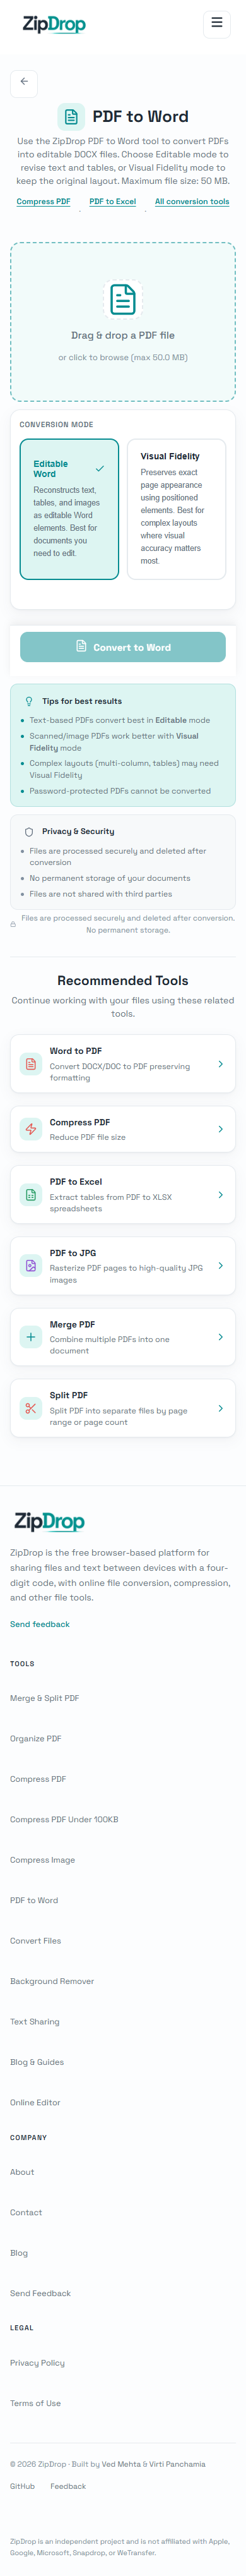 ZipDrop
PDF to Word
Use the ZipDrop PDF to Word tool to convert PDFs
into editable DOCX files. Choose Editable mode to
revise text and tables, or Visual Fidelity mode to
keep the original layout. Maximum file size: 50 MB.
Compress PDF · PDF to Excel · All conversion tools
Drag & drop a PDF file
or click to browse (max 50.0 MB)
CONVERSION MODE
Editable
Word
Reconstructs text,
tables, and images
as editable Word
elements. Best for
documents you
need to edit.
Visual Fidelity
Preserves exact
page appearance
using positioned
elements. Best for
complex layouts
where visual
accuracy matters
most.
Convert to Word
Tips for best results
Text-based PDFs convert best in Editable mode
Scanned/image PDFs work better with Visual
Fidelity mode
Complex layouts (multi-column, tables) may need
Visual Fidelity
Password-protected PDFs cannot be converted
Privacy & Security
Files are processed securely and deleted after
conversion
No permanent storage of your documents
Files are not shared with third parties
Files are processed securely and deleted after conversion.
No permanent storage.
Recommended Tools
Continue working with your files using these related
tools.
Word to PDF
Convert DOCX/DOC to PDF preserving
formatting
Compress PDF
Reduce PDF file size
PDF to Excel
Extract tables from PDF to XLSX
spreadsheets
PDF to JPG
Rasterize PDF pages to high-quality JPG
images
Merge PDF
Combine multiple PDFs into one
document
Split PDF
Split PDF into separate files by page
range or page count
ZipDrop
ZipDrop is the free browser-based platform for
sharing files and text between devices with a four-
digit code, with online file conversion, compression,
and other file tools.
Send feedback
TOOLS
Merge & Split PDF
Organize PDF
Compress PDF
Compress PDF Under 100KB
Compress Image
PDF to Word
Convert Files
Background Remover
Text Sharing
Blog & Guides
Online Editor
COMPANY
About
Contact
Blog
Send Feedback
LEGAL
Privacy Policy
Terms of Use
© 2026 ZipDrop · Built by Ved Mehta & Virti Panchamia
GitHub Feedback
ZipDrop is an independent project and is not affiliated with Apple,
Google, Microsoft, Snapdrop, or WeTransfer.